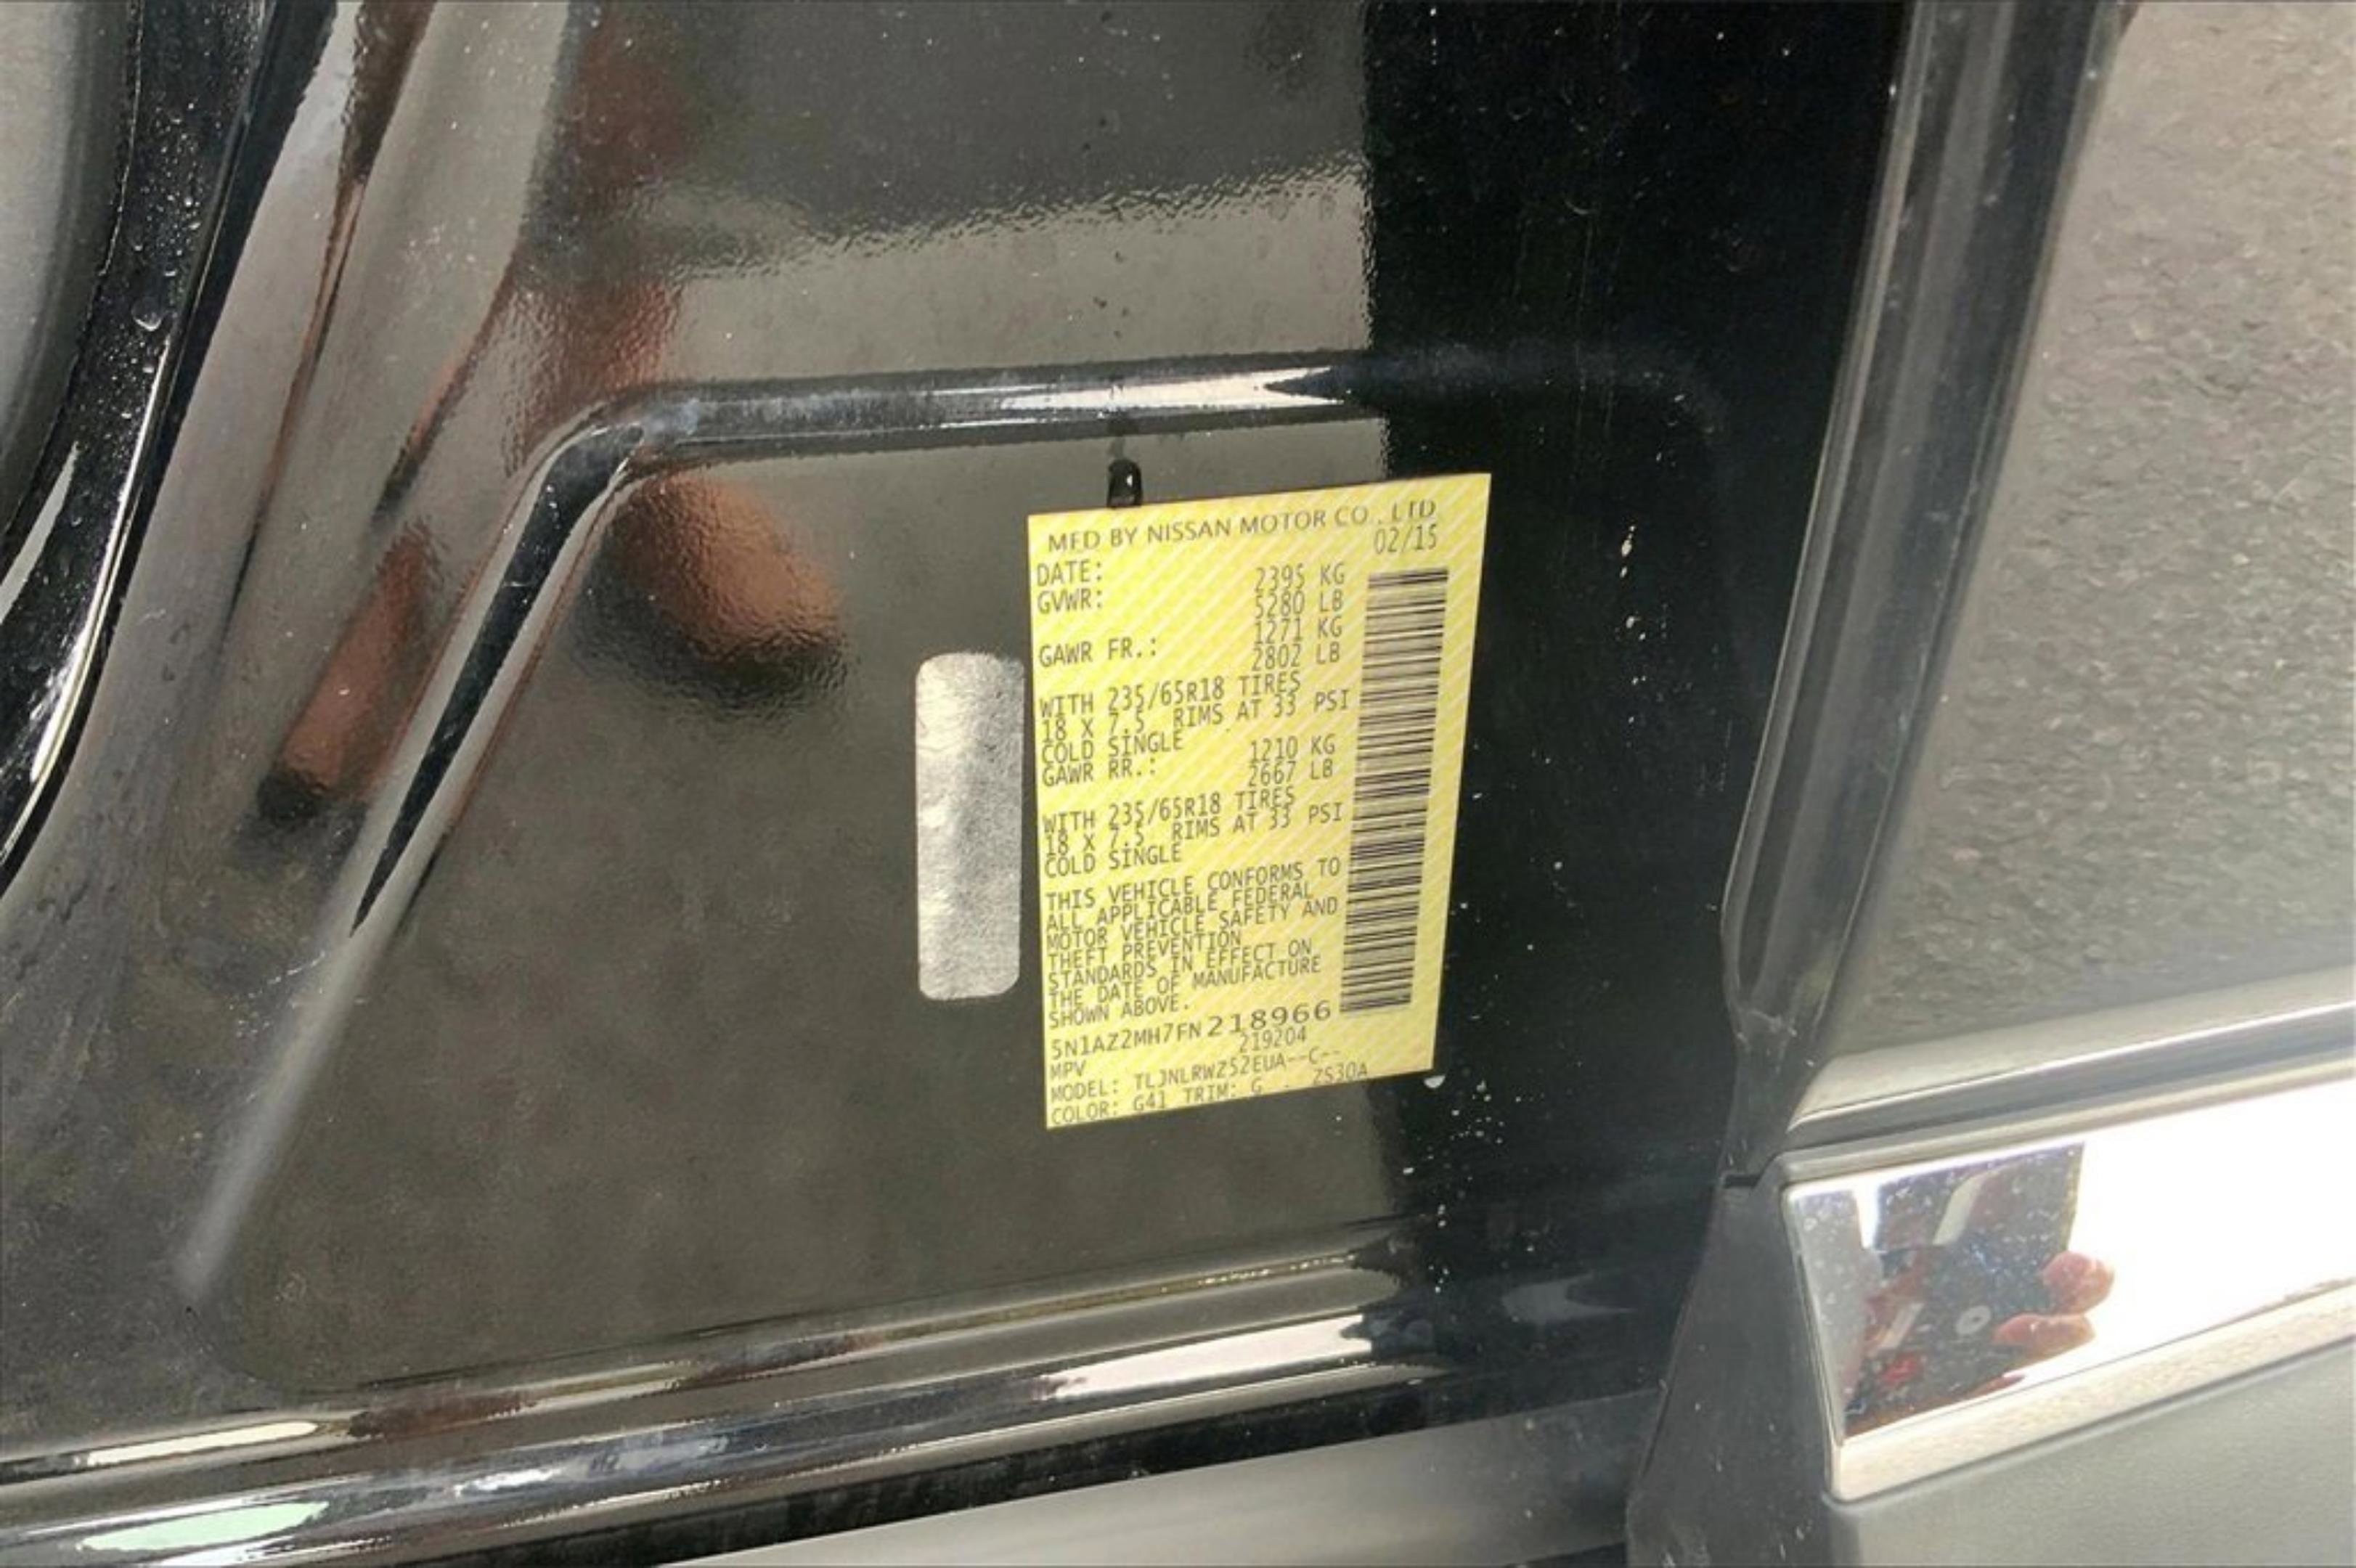 MFD BY NISSAN MOTOR CO., LTD
02/15
DATE:
2395 KG
GVWR:
5280 LB
1271 KG
GAWR FR.:
2802 LB
WITH 235/65R18 TIRES
18 X 7.5 RIMS AT 33 PSI
COLD SINGLE
1210 KG
GAWR RR.:
2667 LB
WITH 235/65R18 TIRES
18 X 7.5 RIMS AT 33 PSI
COLD SINGLE
THIS VEHICLE CONFORMS TO
ALL APPLICABLE FEDERAL
MOTOR VEHICLE SAFETY AND
THEFT PREVENTION
STANDARDS IN EFFECT ON
THE DATE OF MANUFACTURE
SHOWN ABOVE.
5N1AZ2MH7FN218966
219204
MPV
MODEL: TLJNLRWZ52EUA--C--
COLOR: G41 TRIM: G . ZS30A